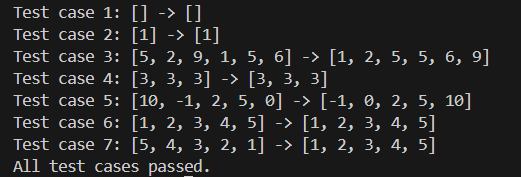 Test case 1: [] -> []
Test case 2: [1] -> [1]
Test case 3: [5, 2, 9, 1, 5, 6] -> [1, 2, 5, 5, 6, 9]
Test case 4: [3, 3, 3] -> [3, 3, 3]
Test case 5: [10, -1, 2, 5, 0] -> [-1, 0, 2, 5, 10]
Test case 6: [1, 2, 3, 4, 5] -> [1, 2, 3, 4, 5]
Test case 7: [5, 4, 3, 2, 1] -> [1, 2, 3, 4, 5]
All test cases passed.